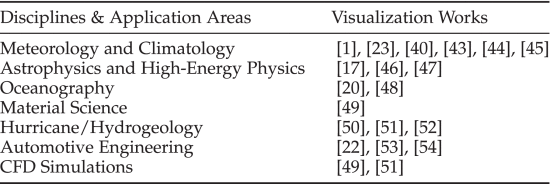 Disciplines & Application Areas Visualization Works
Meteorology and Climatology [1], [23], [40], [43], [44], [45]
Astrophysics and High-Energy Physics [17], [46], [47]
Oceanography [20], [48]
Material Science [49]
Hurricane/Hydrogeology [50], [51], [52]
Automotive Engineering [22], [53], [54]
CFD Simulations [49], [51]